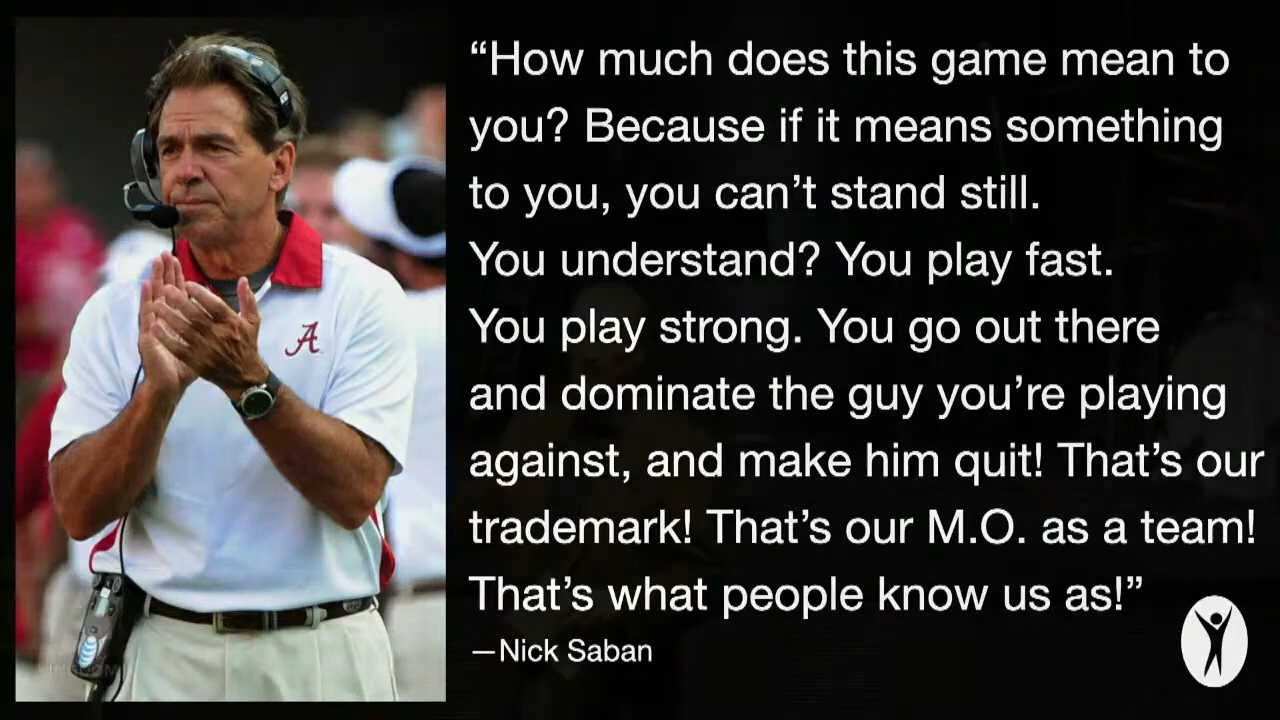 “How much does this game mean to
you? Because if it means something
to you, you can’t stand still.
You understand? You play fast.
You play strong. You go out there
and dominate the guy you’re playing
against, and make him quit! That’s our
trademark! That’s our M.O. as a team!
That’s what people know us as!”
—Nick Saban
A
at&t